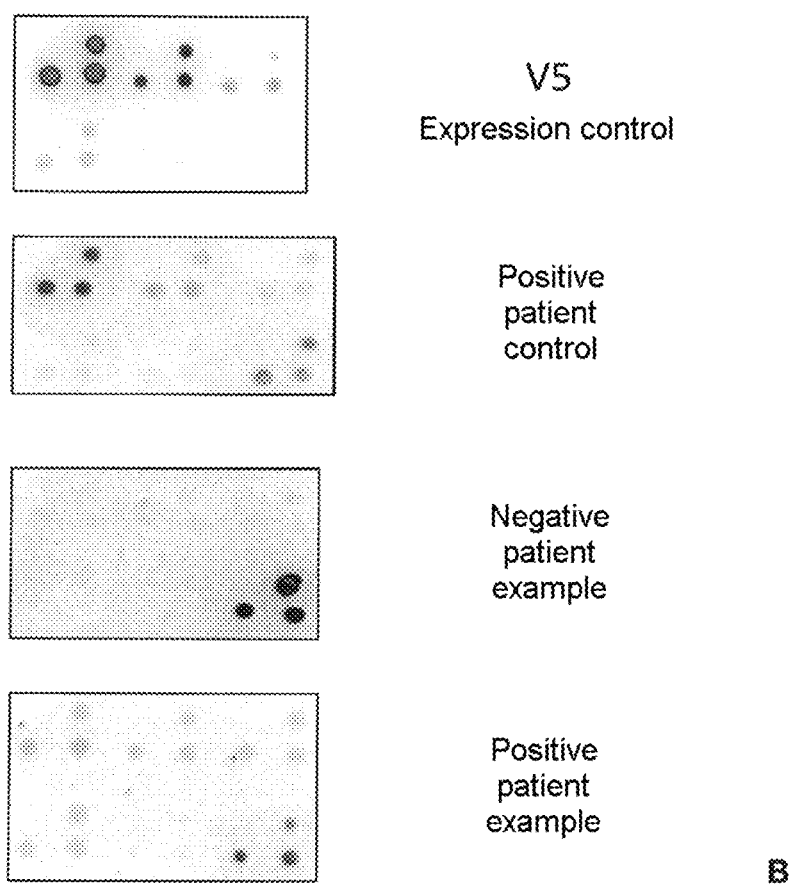 V5
Expression control
Positive
patient
control
Negative
patient
example
Positive
patient
example
B